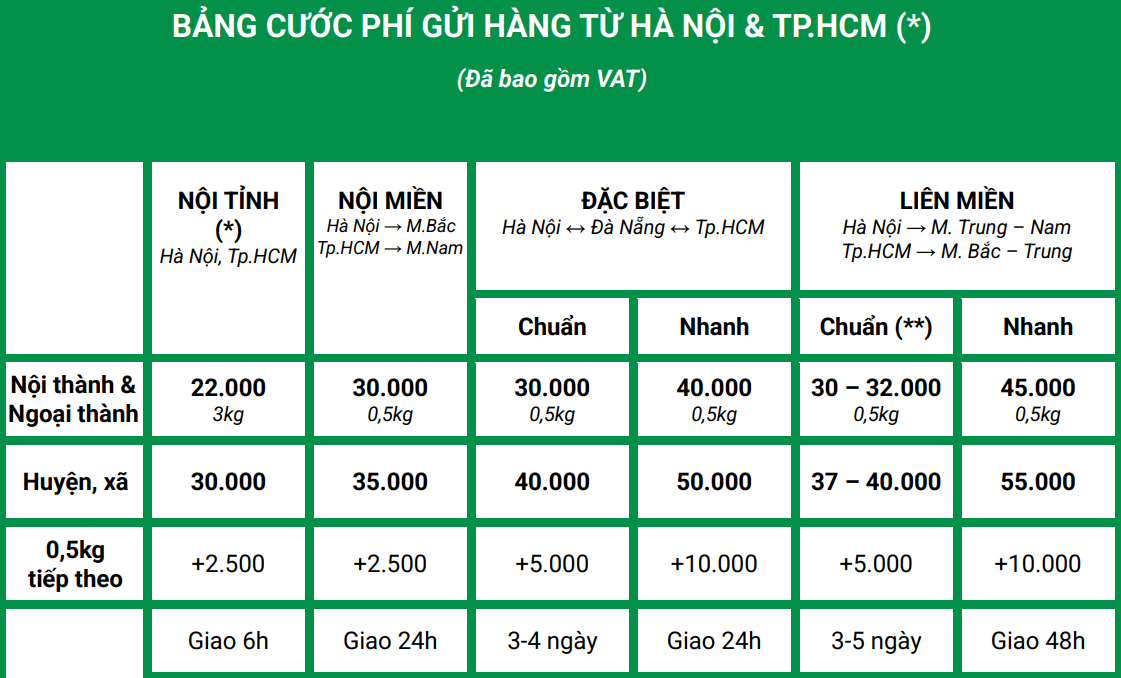 BẢNG CƯỚC PHÍ GỬI HÀNG TỪ HÀ NỘI & TP.HCM (*)
(Đã bao gồm VAT)
NỘI TỈNH
(*)
Hà Nội, Tp.HCM
NỘI MIỀN
Hà Nội → M.Bắc
Tp.HCM → M.Nam
ĐẶC BIỆT
Hà Nội ↔ Đà Nẵng ↔ Tp.HCM
LIÊN MIỀN
Hà Nội → M. Trung – Nam
Tp.HCM → M. Bắc – Trung
Chuẩn
Nhanh
Chuẩn (**)
Nhanh
Nội thành &
Ngoại thành
22.000
3kg
30.000
0,5kg
30.000
0,5kg
40.000
0,5kg
30 – 32.000
0,5kg
45.000
0,5kg
Huyện, xã
30.000
35.000
40.000
50.000
37 – 40.000
55.000
0,5kg
tiếp theo
+2.500
+2.500
+5.000
+10.000
+5.000
+10.000
Giao 6h
Giao 24h
3-4 ngày
Giao 24h
3-5 ngày
Giao 48h